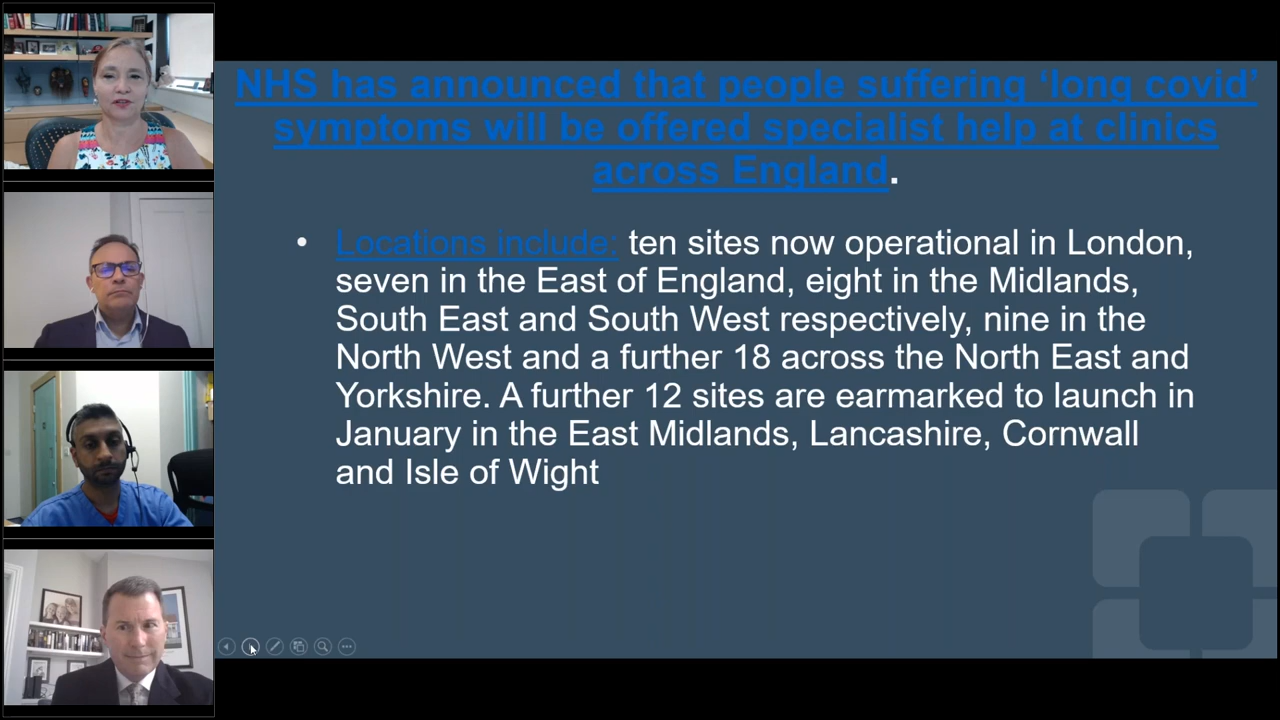 NHS has announced that people suffering ‘long covid’
symptoms will be offered specialist help at clinics
across England.
• Locations include: ten sites now operational in London,
seven in the East of England, eight in the Midlands,
South East and South West respectively, nine in the
North West and a further 18 across the North East and
Yorkshire. A further 12 sites are earmarked to launch in
January in the East Midlands, Lancashire, Cornwall
and Isle of Wight